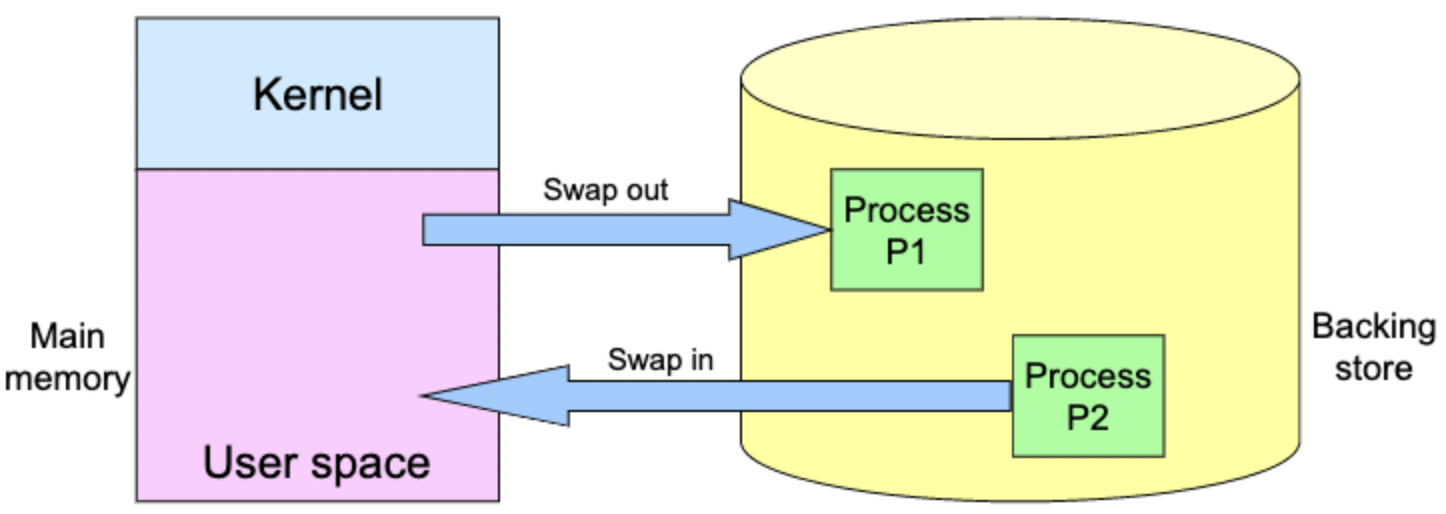 Kernel
Swap out
Process
P1
Main
memory
Swap in
Process
P2
Backing
store
User space